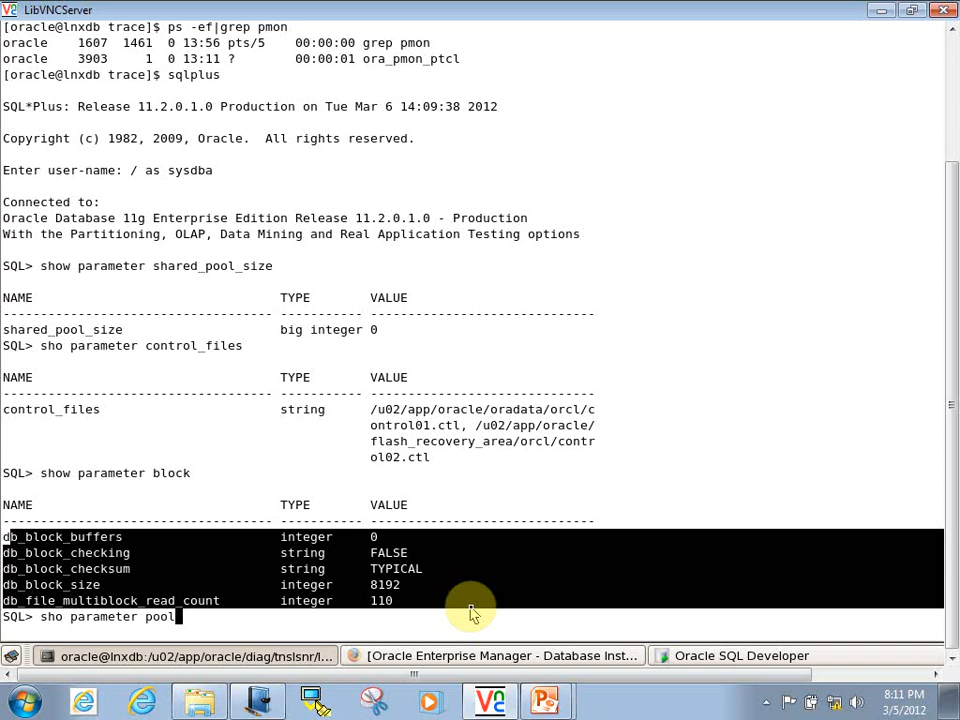 LibVNCServer
[oracle@lnxdb trace]$ ps -ef|grep pmon
oracle    1607  1461  0 13:56 pts/5    00:00:00 grep pmon
oracle    3903     1  0 13:11 ?        00:00:01 ora_pmon_ptcl
[oracle@lnxdb trace]$ sqlplus
SQL*Plus: Release 11.2.0.1.0 Production on Tue Mar 6 14:09:38 2012
Copyright (c) 1982, 2009, Oracle.  All rights reserved.
Enter user-name: / as sysdba
Connected to:
Oracle Database 11g Enterprise Edition Release 11.2.0.1.0 - Production
With the Partitioning, OLAP, Data Mining and Real Application Testing options
SQL> show parameter shared_pool_size
NAME                                 TYPE        VALUE
------------------------------------ ----------- ------------------------------
shared_pool_size                     big integer 0
SQL> sho parameter control_files
NAME                                 TYPE        VALUE
------------------------------------ ----------- ------------------------------
control_files                        string      /u02/app/oracle/oradata/orcl/c
ontrol01.ctl, /u02/app/oracle/
flash_recovery_area/orcl/contr
ol02.ctl
SQL> show parameter block
NAME                                 TYPE        VALUE
------------------------------------ ----------- ------------------------------
db_block_buffers                     integer     0
db_block_checking                    string      FALSE
db_block_checksum                    string      TYPICAL
db_block_size                        integer     8192
db_file_multiblock_read_count        integer     110
SQL> sho parameter pool
oracle@lnxdb:/u02/app/oracle/diag/tnslsnr/l... [Oracle Enterprise Manager - Database Inst... Oracle SQL Developer
8:11 PM
3/5/2012